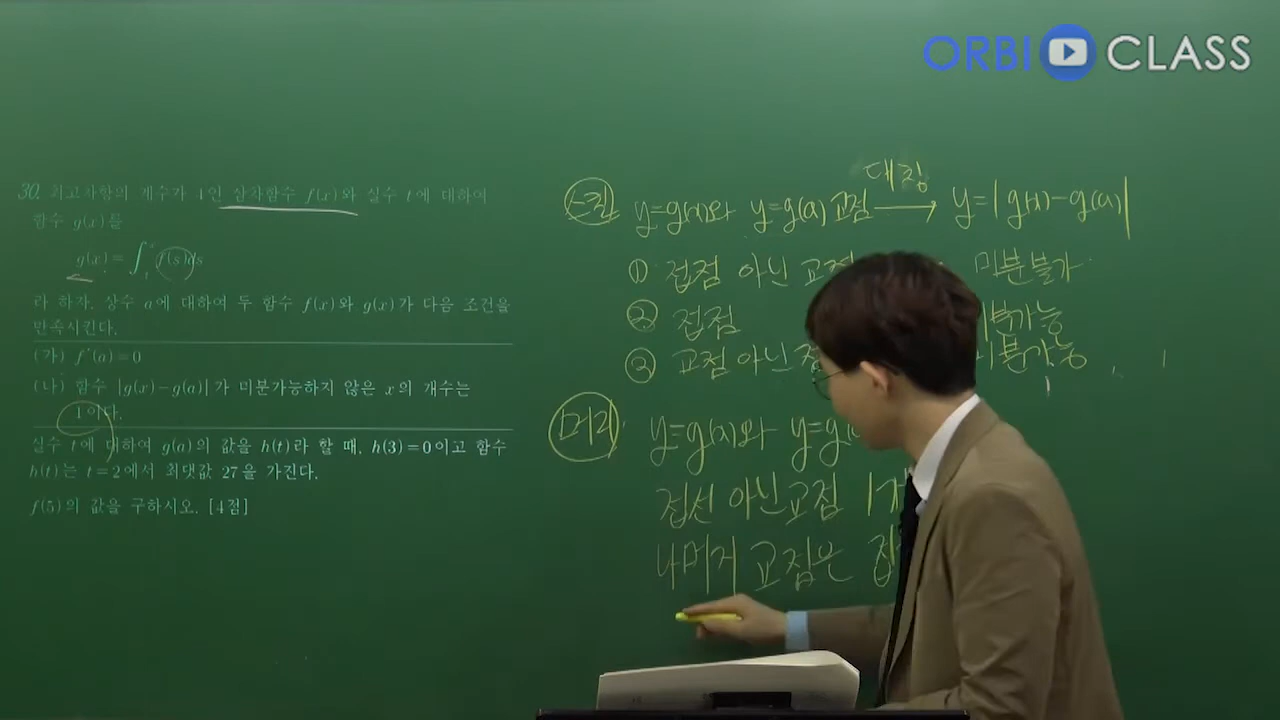 ORBI CLASS
30. 최고차항의 계수가 4인 삼차함수 f(x)와 실수 t에 대하여
함수 g(x)를
g(x)=∫ f(s)ds
라 하자. 상수 a에 대하여 두 함수 f(x)와 g(x)가 다음 조건을
만족시킨다.
(가) f'(a)=0
(나) 함수 |g(x)-g(a)|가 미분가능하지 않은 x의 개수는
1이다.
실수 t에 대하여 g(a)의 값을 h(t)라 할 때, h(3)=0이고 함수
h(t)는 t=2에서 최댓값 27을 가진다.
f(5)의 값을 구하시오. [4점]
대칭
스킬 y=g(x)와 y=g(a) 교점 → y=|g(x)-g(a)|
① 접점 아닌 교점 미분불가
② 접점 분가능
③ 교점 아닌 미분가능
y=g(x)와 y=g(
접선 아닌 교점 1개
나머지 교점은 접